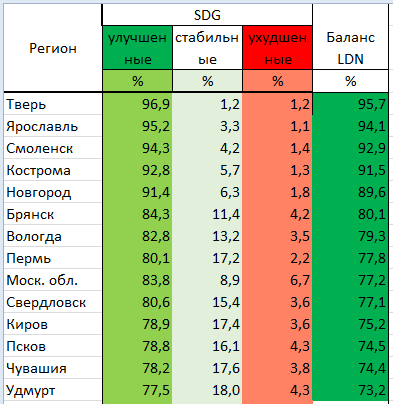 SDG
Регион улучшен стабильн ухудшен Баланс
ные ые ные LDN
% % % %
Тверь 96,9 1,2 1,2 95,7
Ярославль 95,2 3,3 1,1 94,1
Смоленск 94,3 4,2 1,4 92,9
Кострома 92,8 5,7 1,3 91,5
Новгород 91,4 6,3 1,8 89,6
Брянск 84,3 11,4 4,2 80,1
Вологда 82,8 13,2 3,5 79,3
Пермь 80,1 17,2 2,2 77,8
Моск. обл. 83,8 8,9 6,7 77,2
Свердловск 80,6 15,4 3,6 77,1
Киров 78,9 17,4 3,6 75,2
Псков 78,8 16,1 4,3 74,5
Чувашия 78,2 17,6 3,8 74,4
Удмурт 77,5 18,0 4,3 73,2